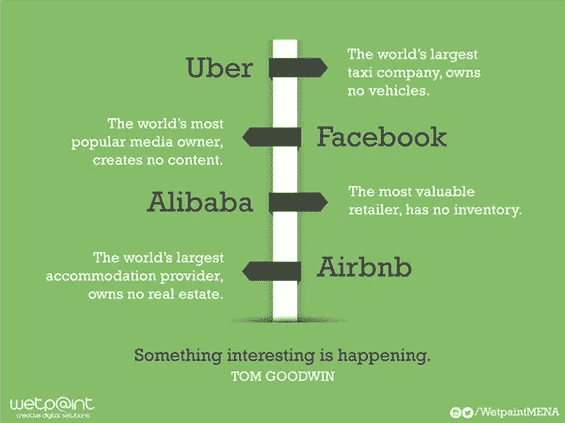 Uber
The world's largest
taxi company, owns
no vehicles.
The world's most
popular media owner,
creates no content.
Facebook
Alibaba
The most valuable
retailer, has no inventory.
The world's largest
accommodation provider,
owns no real estate.
Airbnb
Something interesting is happening.
TOM GOODWIN
wetp@int
creative digital solutions
/WetpaintMENA